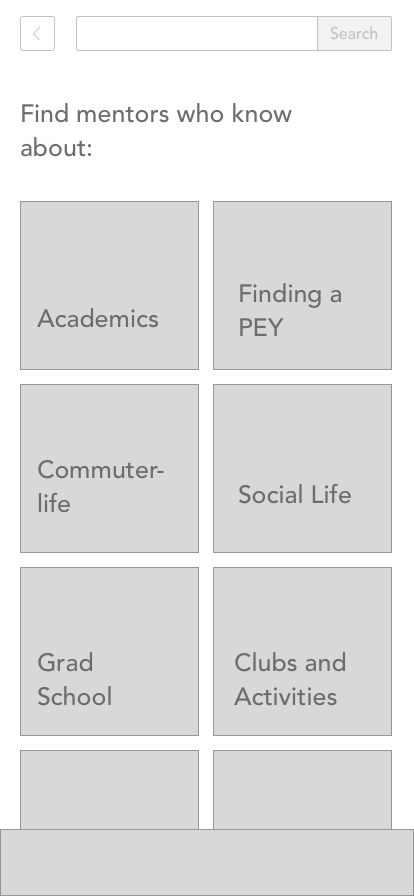 Search
Find mentors who know
about:
Academics
Finding a
PEY
Commuter-
life
Social Life
Grad
School
Clubs and
Activities